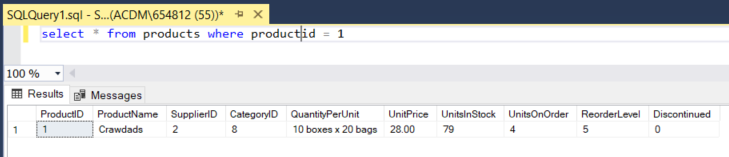 SQLQuery1.sql - S...(ACDM\654812 (55))*
select * from products where productid = 1
100 %
Results Messages
ProductID ProductName SupplierID CategoryID QuantityPerUnit UnitPrice UnitsInStock UnitsOnOrder ReorderLevel Discontinued
1 1 Crawdads 2 8 10 boxes x 20 bags 28.00 79 4 5 0